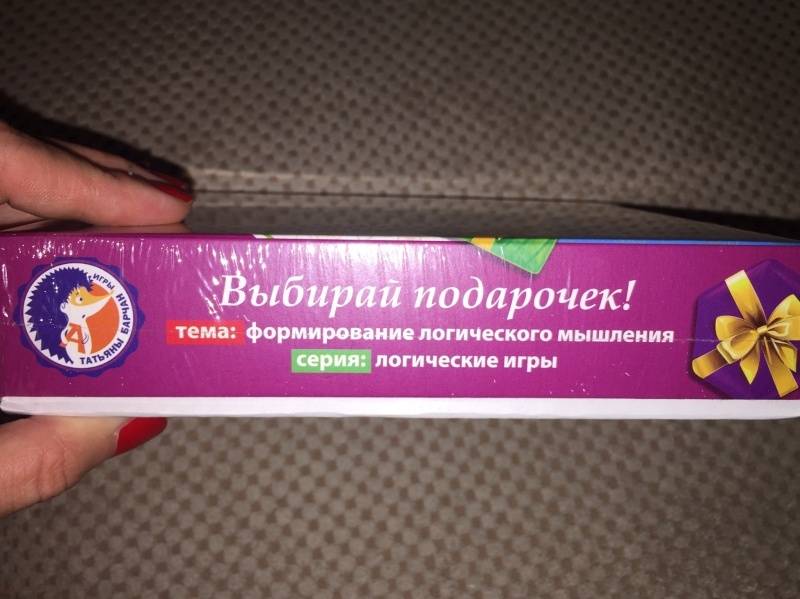 ИГРЫ
ТАТЬЯНЫ БАРЧАН
Выбирай подарочек!
тема: формирование логического мышления
серия: логические игры